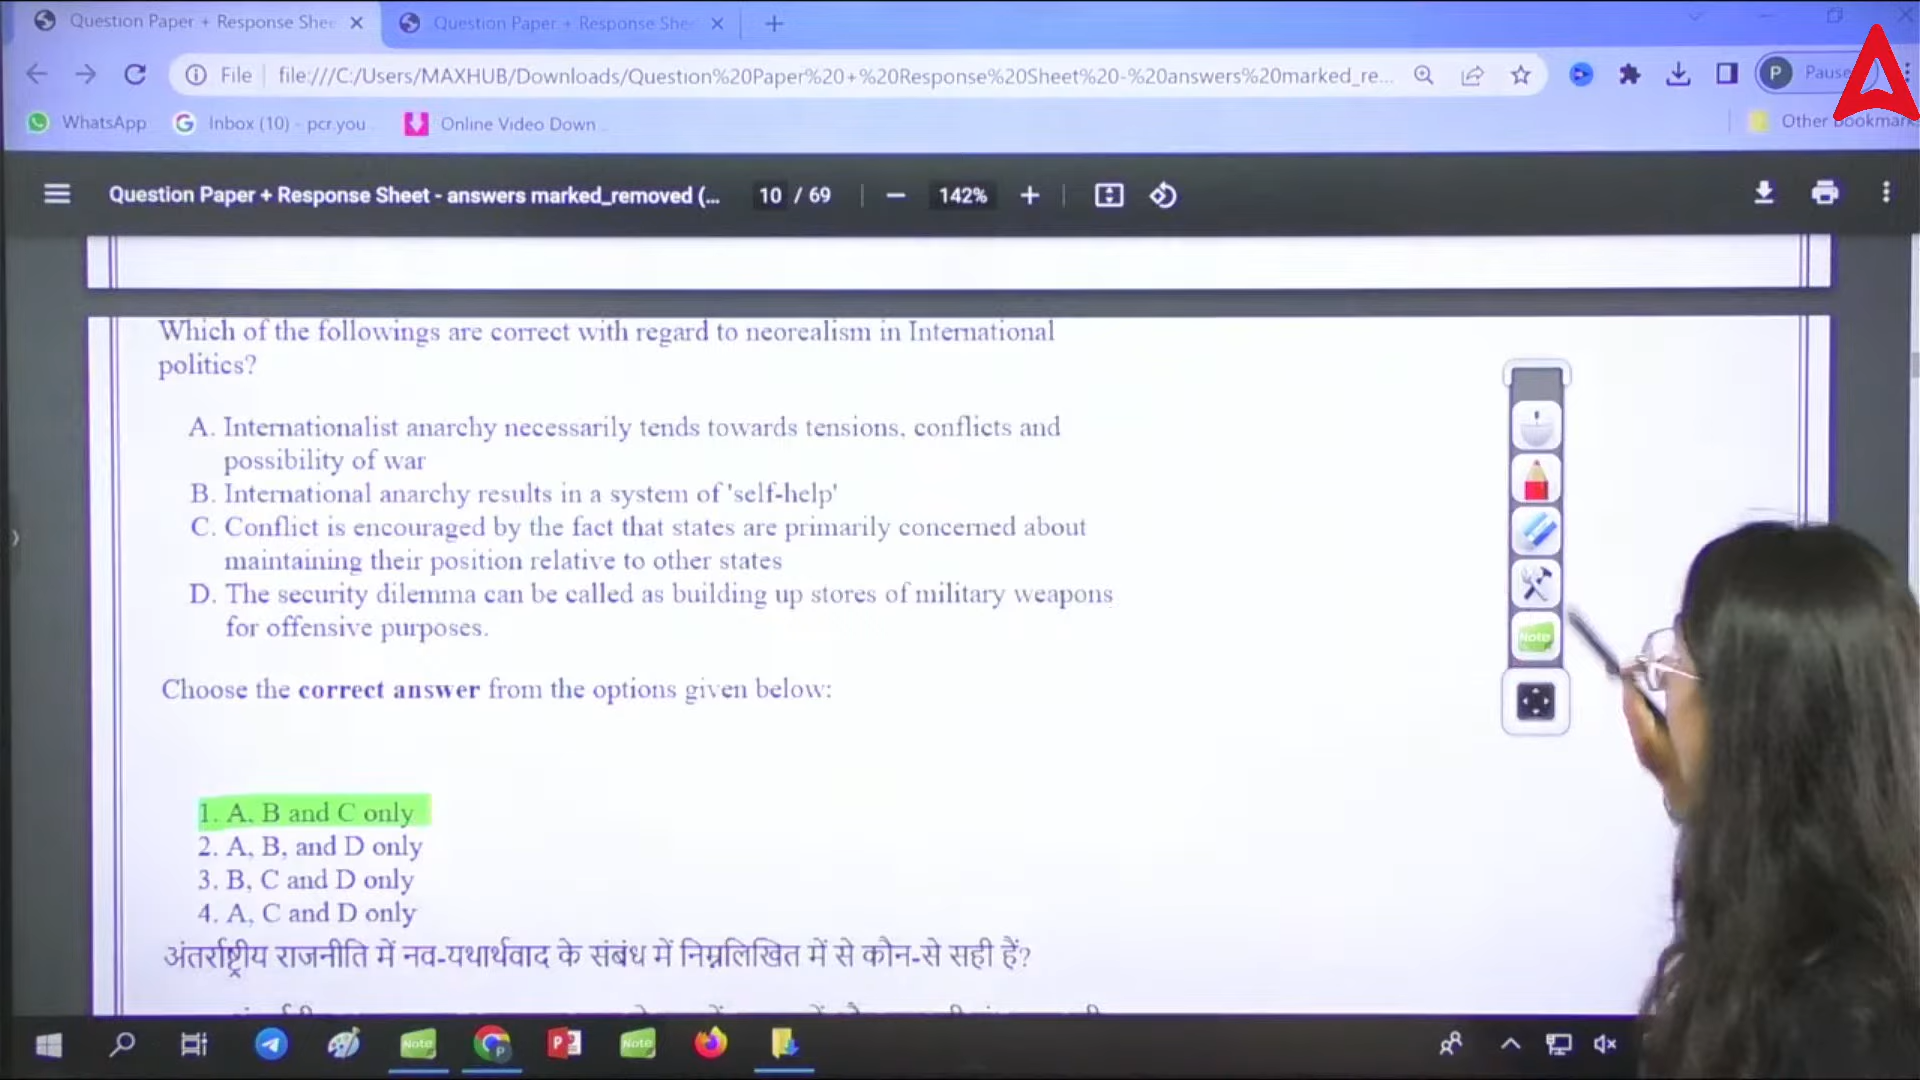 Question Paper + Response Shee
Question Paper + Response She
File
file:///C:/Users/MAXHUB/Downloads/Question%20Paper%20+%20Response%20Sheet%20-%20answers%20marked_re...
P
Pause
WhatsApp
Inbox (10) - pcr.you
Online Video Down
Other Bookmark
Question Paper + Response Sheet - answers marked_removed (...
10 / 69
142%
Which of the followings are correct with regard to neorealism in International
politics?
A. Internationalist anarchy necessarily tends towards tensions, conflicts and
possibility of war
B. International anarchy results in a system of 'self-help'
C. Conflict is encouraged by the fact that states are primarily concerned about
maintaining their position relative to other states
D. The security dilemma can be called as building up stores of military weapons
for offensive purposes.
Note
Choose the correct answer from the options given below:
1. A, B and C only
2. A, B, and D only
3. B, C and D only
4. A, C and D only
अंतर्राष्ट्रीय राजनीति में नव-यथार्थवाद के संबंध में निम्नलिखित में से कौन-से सही हैं?
Note
P
P
Note